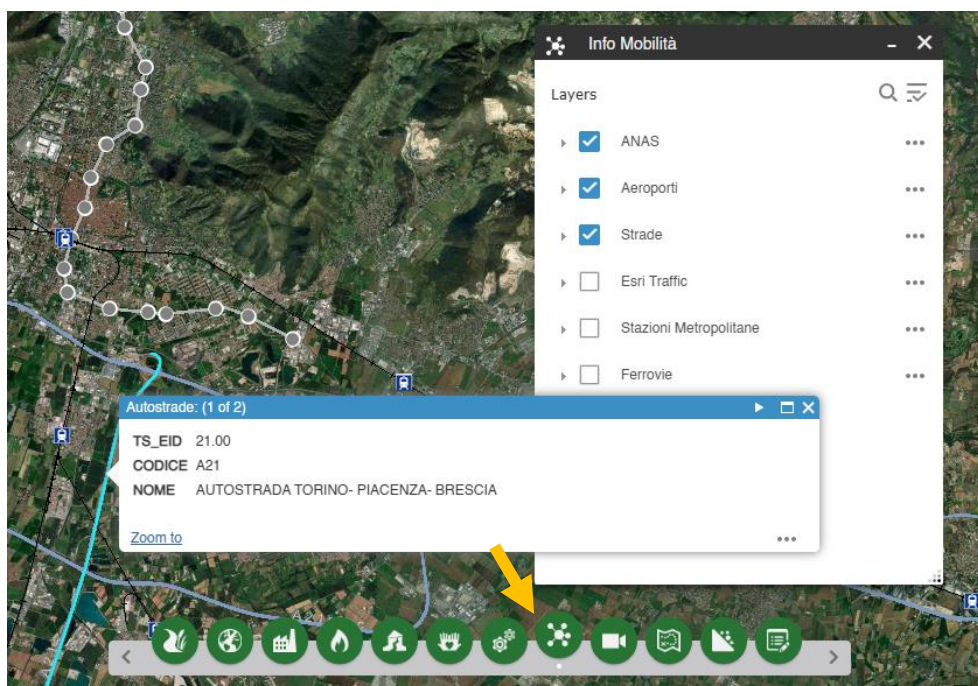 Info Mobilità
Layers
ANAS
Aeroporti
Strade
Esri Traffic
Stazioni Metropolitane
Ferrovie
Autostrade: (1 of 2)
TS_EID 21.00
CODICE A21
NOME AUTOSTRADA TORINO- PIACENZA- BRESCIA
Zoom to